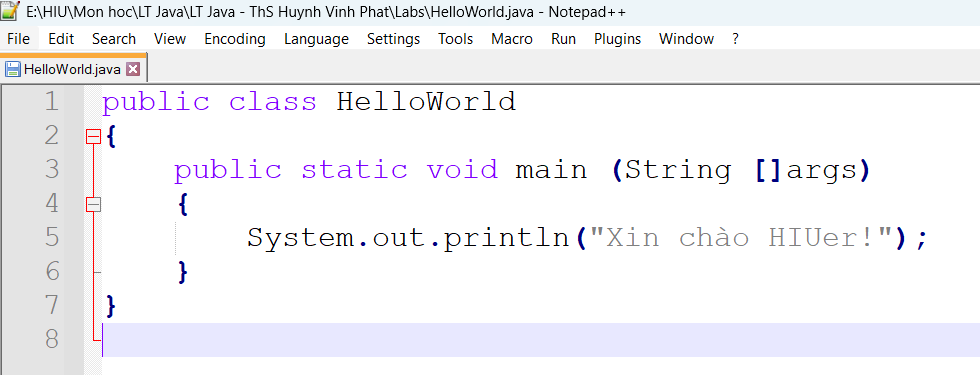 E:\HIU\Mon hoc\LT Java\LT Java - ThS Huynh Vinh Phat\Labs\HelloWorld.java - Notepad++
File Edit Search View Encoding Language Settings Tools Macro Run Plugins Window ?
HelloWorld.java
1 public class HelloWorld
2 {
3 public static void main (String []args)
4 {
5 System.out.println("Xin chào HIUer!");
6 }
7 }
8